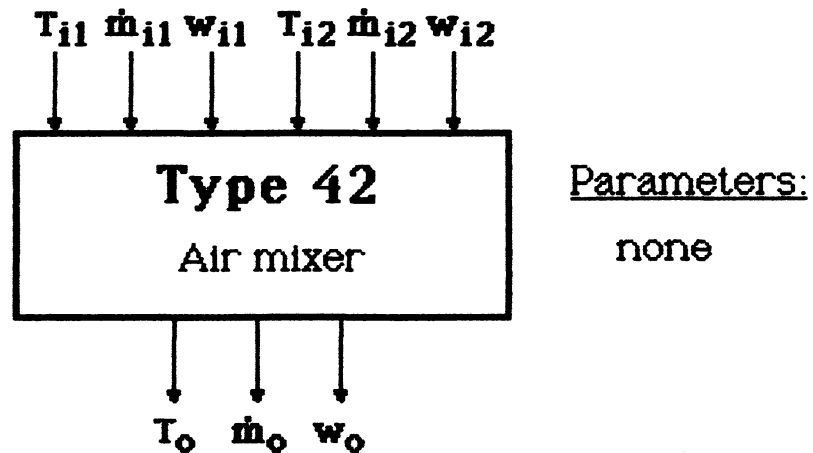 Ti1 ṁi1 wi1 Ti2 ṁi2 wi2
Type 42
Air mixer
Parameters:
none
To ṁo wo